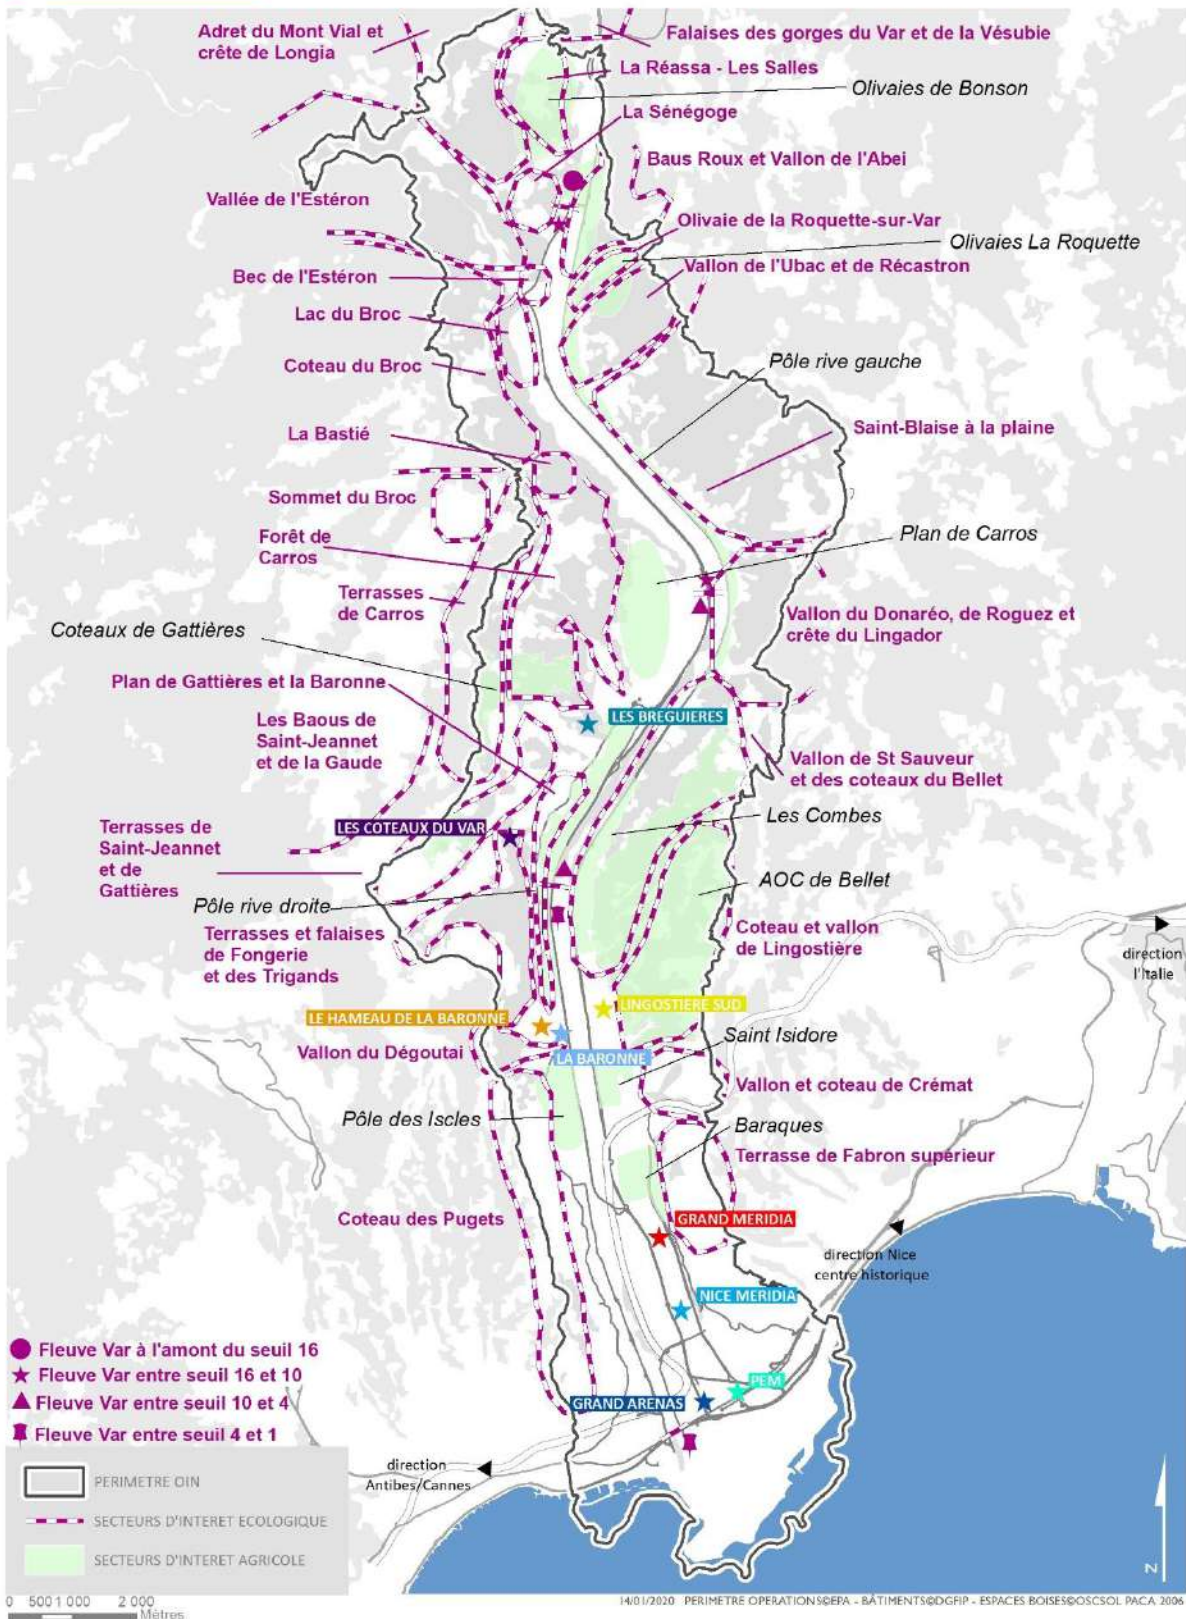 Adret du Mont Vial et
crête de Longia
Falaises des gorges du Var et de la Vésubie
La Réassa - Les Salles
Olivaies de Bonson
La Sénégoge
Baus Roux et Vallon de l'Abei
Vallée de l'Estéron
Olivaie de la Roquette-sur-Var
Olivaies La Roquette
Bec de l'Estéron
Vallon de l'Ubac et de Récastron
Lac du Broc
Coteau du Broc
Pôle rive gauche
La Bastié
Saint-Blaise à la plaine
Sommet du Broc
Forêt de
Carros
Plan de Carros
Terrasses
de Carros
Vallon du Donaréo, de Roguez et
crête du Lingador
Coteaux de Gattières
Plan de Gattières et la Baronne
Les Baous de
Saint-Jeannet
et de la Gaude
LES BREGUIERES
Vallon de St Sauveur
et des coteaux du Bellet
Les Combes
LES COTEAUX DU VAR
Terrasses de
Saint-Jeannet
et de
Gattières
AOC de Bellet
Pôle rive droite
Terrasses et falaises
de Fongerie
et des Trigands
Coteau et vallon
de Lingostière
direction
l'Italie
LINGOSTIERE SUD
LE HAMEAU DE LA BARONNE
Saint Isidore
Vallon du Dégoutai
LA BARONNE
Vallon et coteau de Crémat
Pôle des Iscles
Baraques
Terrasse de Fabron supérieur
Coteau des Pugets
GRAND MERIDIA
direction Nice
centre historique
NICE MERIDIA
PEM
GRAND ARENAS
Fleuve Var à l'amont du seuil 16
Fleuve Var entre seuil 16 et 10
Fleuve Var entre seuil 10 et 4
Fleuve Var entre seuil 4 et 1
direction
Antibes/Cannes
PERIMETRE OIN
SECTEURS D'INTERET ECOLOGIQUE
SECTEURS D'INTERET AGRICOLE
N
0 500 1 000 2 000
Mètres
14/01/2020 PERIMETRE OPERATIONS©EPA - BÂTIMENTS©DGFIP - ESPACES BOISES©OSCSOL PACA 2006